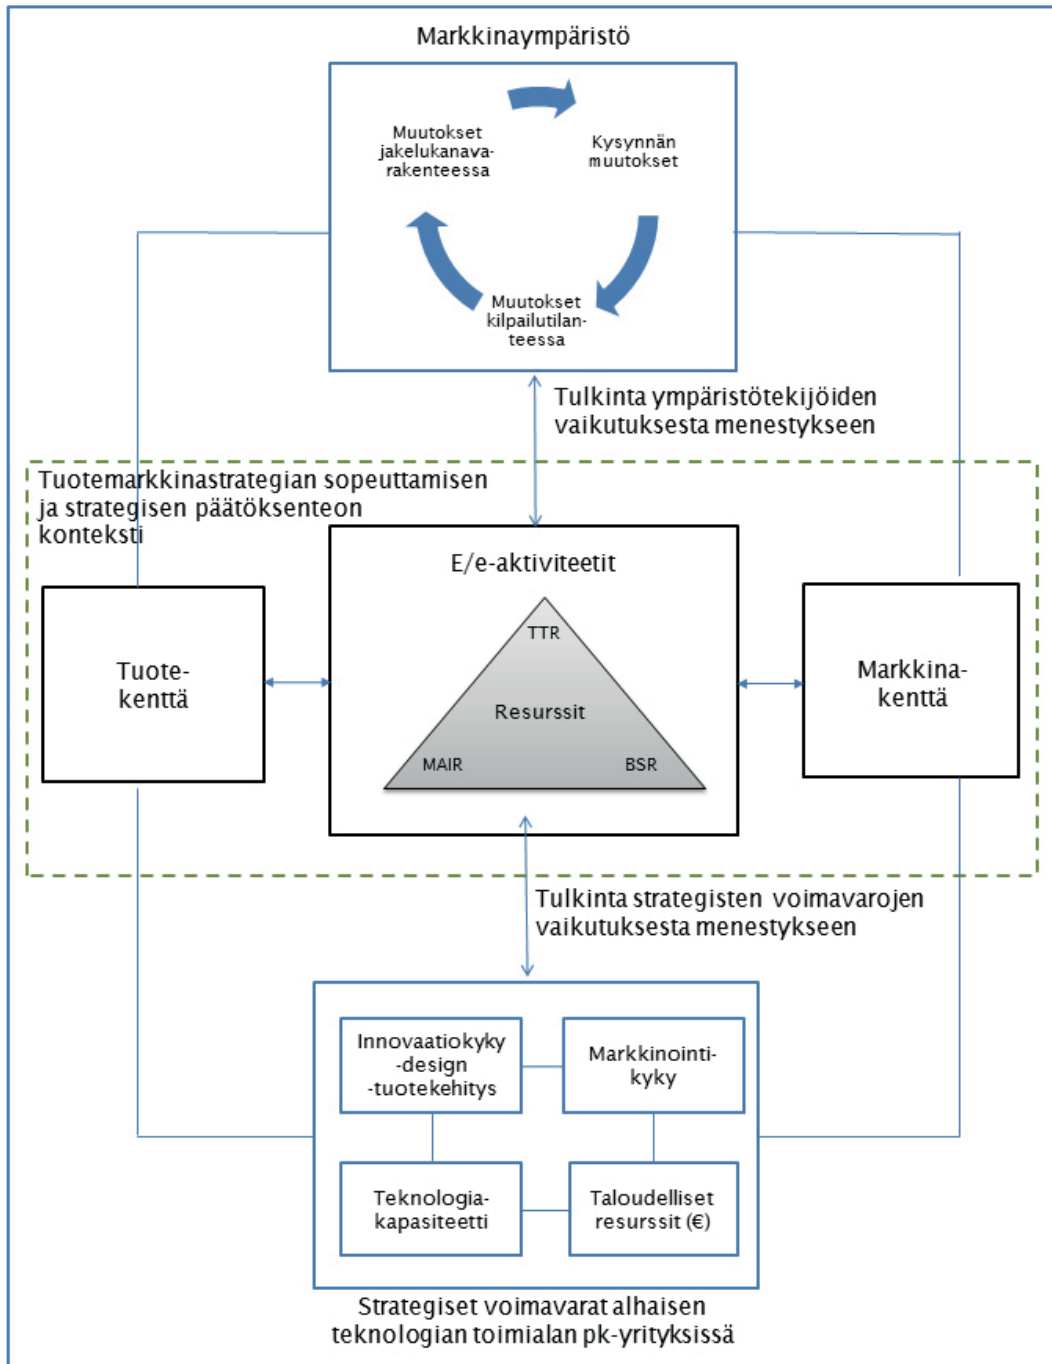 Markkinaympäristö
Muutokset
jakelukanava-
rakenteessa
Kysynnän
muutokset
Muutokset
kilpailutilan-
teessa
Tulkinta ympäristötekijöiden
vaikutuksesta menestykseen
Tuotemarkkinastrategian sopeuttamisen
ja strategisen päätöksenteon
konteksti
E/e-aktiviteetit
TTR
Resurssit
MAIR
BSR
Tuote-
kenttä
Markkina-
kenttä
Tulkinta strategisten voimavarojen
vaikutuksesta menestykseen
Innovaatiokyky
-design
-tuotekehitys
Markkinointi-
kyky
Teknologia-
kapasiteetti
Taloudelliset
resurssit (€)
Strategiset voimavarat alhaisen
teknologian toimialan pk-yrityksissä